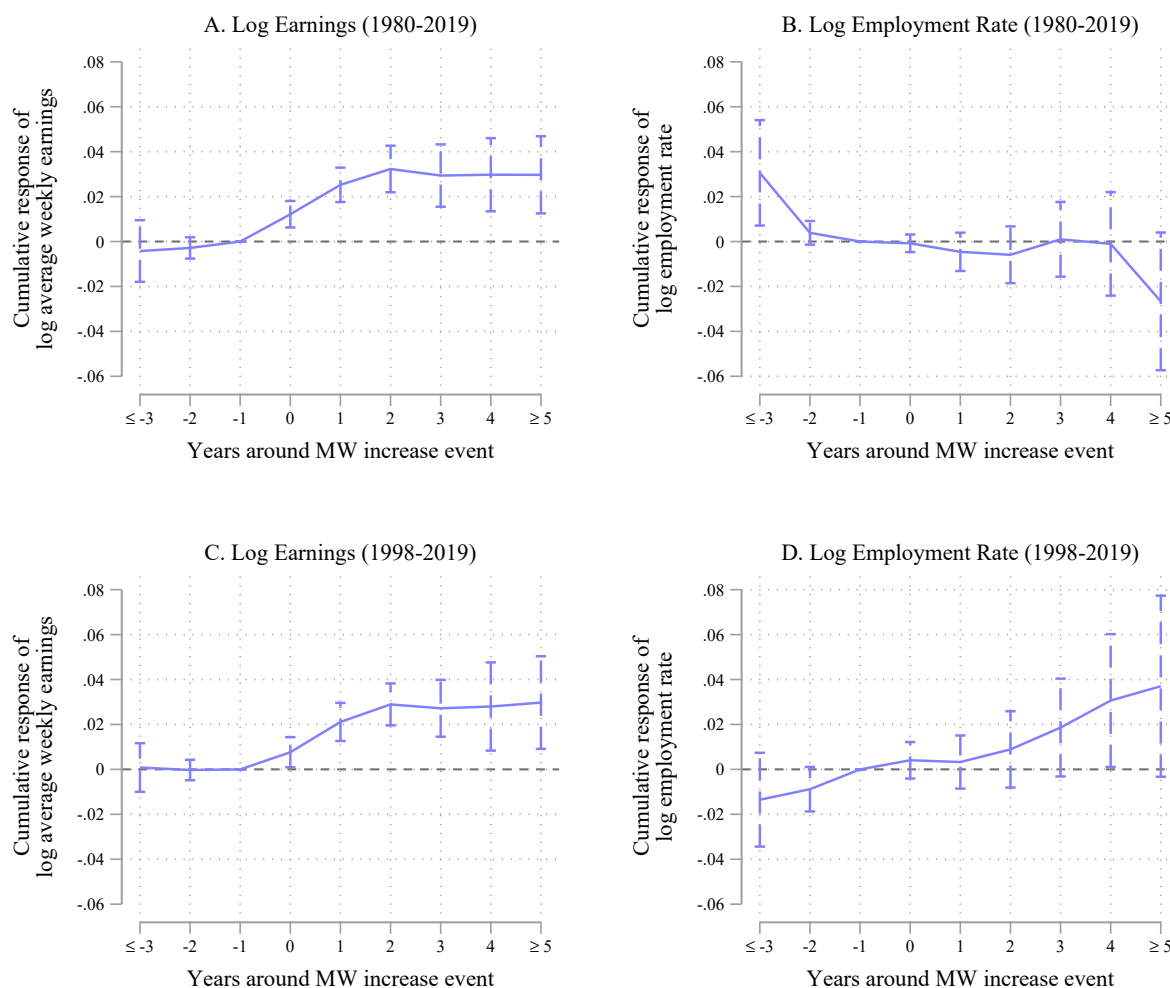 A. Log Earnings (1980-2019)
Cumulative response of
log average weekly earnings
.08
.06
.04
.02
0
-.02
-.04
-.06
≤ -3 -2 -1 0 1 2 3 4 ≥ 5
Years around MW increase event
B. Log Employment Rate (1980-2019)
Cumulative response of
log employment rate
.08
.06
.04
.02
0
-.02
-.04
-.06
≤ -3 -2 -1 0 1 2 3 4 ≥ 5
Years around MW increase event
C. Log Earnings (1998-2019)
Cumulative response of
log average weekly earnings
.08
.06
.04
.02
0
-.02
-.04
-.06
≤ -3 -2 -1 0 1 2 3 4 ≥ 5
Years around MW increase event
D. Log Employment Rate (1998-2019)
Cumulative response of
log employment rate
.08
.06
.04
.02
0
-.02
-.04
-.06
≤ -3 -2 -1 0 1 2 3 4 ≥ 5
Years around MW increase event